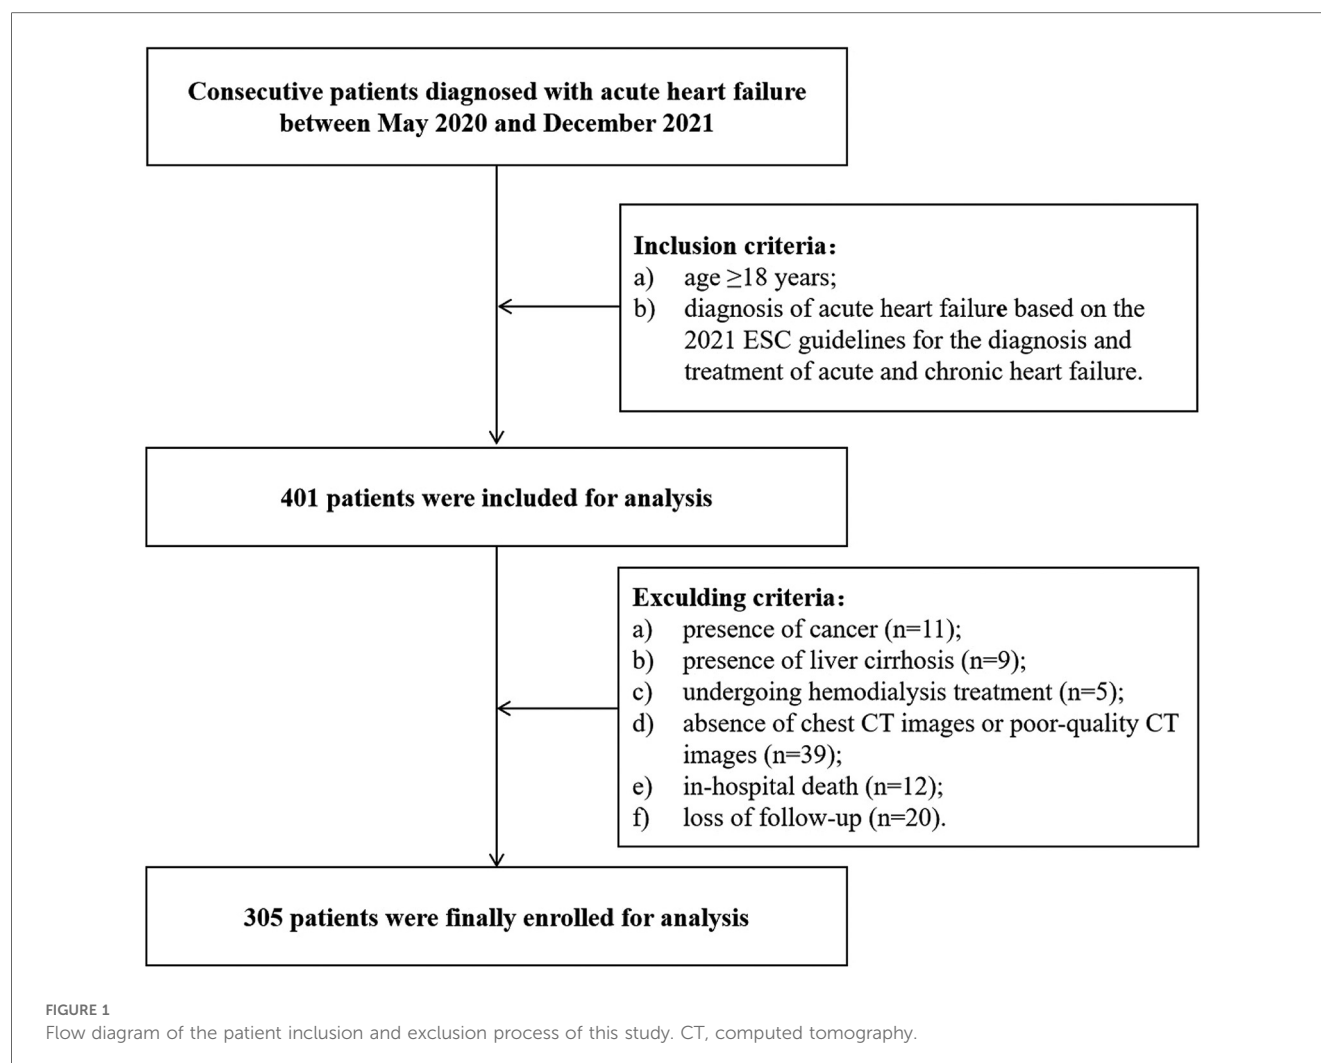 Consecutive patients diagnosed with acute heart failure
between May 2020 and December 2021
Inclusion criteria：
a) age ≥18 years;
b) diagnosis of acute heart failure based on the
2021 ESC guidelines for the diagnosis and
treatment of acute and chronic heart failure.
401 patients were included for analysis
Exculding criteria：
a) presence of cancer (n=11);
b) presence of liver cirrhosis (n=9);
c) undergoing hemodialysis treatment (n=5);
d) absence of chest CT images or poor-quality CT
images (n=39);
e) in-hospital death (n=12);
f) loss of follow-up (n=20).
305 patients were finally enrolled for analysis
FIGURE 1
Flow diagram of the patient inclusion and exclusion process of this study. CT, computed tomography.